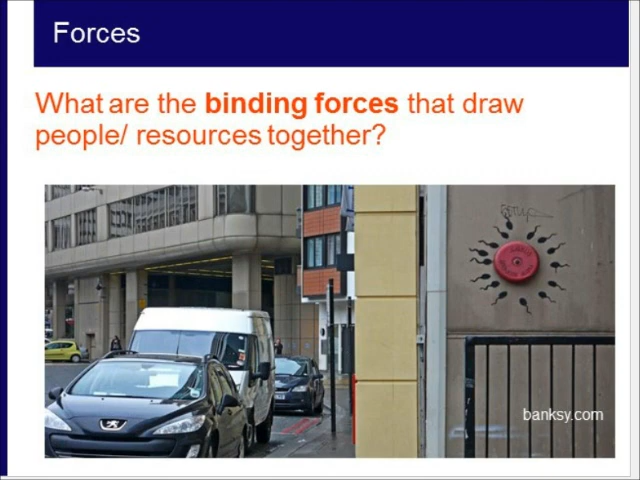 Forces
What are the binding forces that draw
people/ resources together?
banksy.com